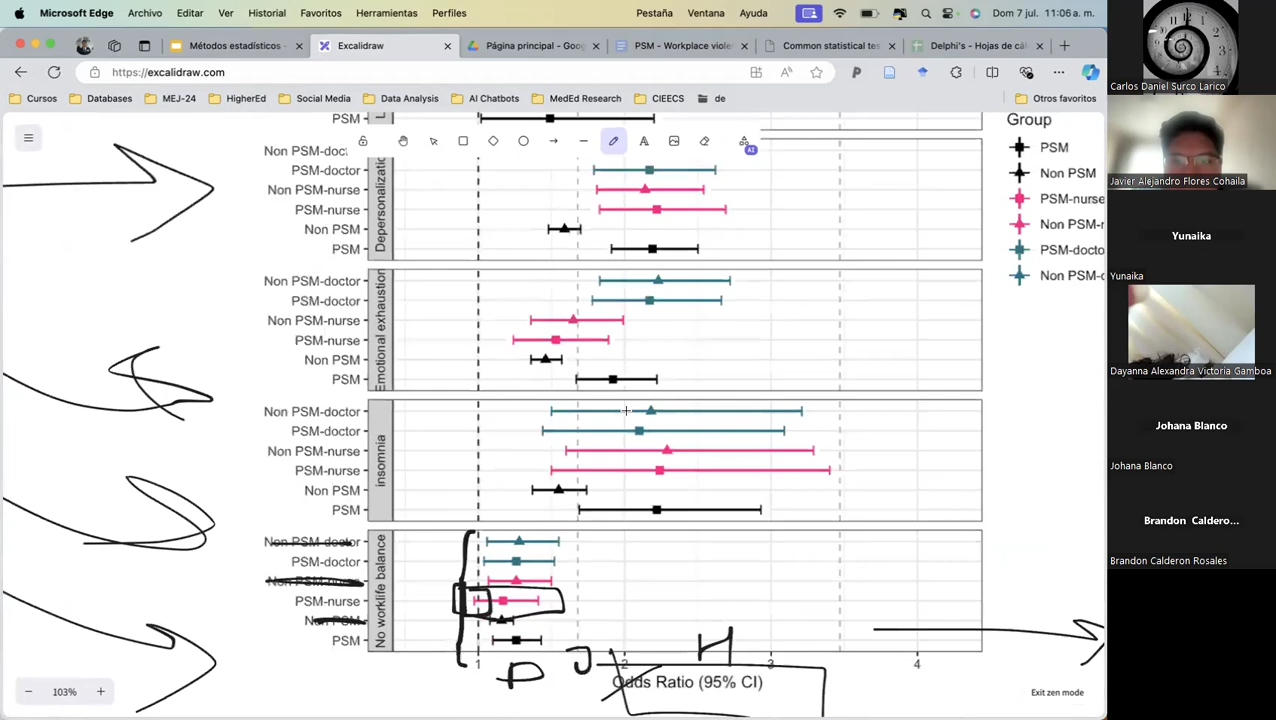 Microsoft Edge Archivo Editar Ver Historial Favoritos Herramientas Perfiles Pestaña Ventana Ayuda Dom 7 jul. 11:06 a. m.
Métodos estadísticos - Excalidraw Página principal - Goo PSM - Workplace viole Common statistical te Delphi's - Hojas de cál
https://excalidraw.com
Cursos Databases MEJ-24 HigherEd Social Media Data Analysis AI Chatbots MedEd Research CIEECS de Otros favoritos
PSM
AI
Non PSM-doct
PSM-doctor
Non PSM-nurse
PSM-nurse
Non PSM
PSM
Depersonalizatio
Non PSM-doctor
PSM-doctor
Non PSM-nurse
PSM-nurse
Non PSM
PSM
Emotional exhaustion
Non PSM-doctor
PSM-doctor
Non PSM-nurse
PSM-nurse
Non PSM
PSM
insomnia
Non PSM-doctor
PSM-doctor
Non PSM-nurse
PSM-nurse
Non PSM
PSM
No worklife balance
1 2 3 4
D J H
Odds Ratio (95% CI)
Group
PSM
Non PSM
PSM-nurse
Non PSM-r
PSM-docto
Non PSM-c
103%
Exit zen mode
Carlos Daniel Surco Larico
Javier Alejandro Flores Cohaila
Yunaika
Yunaika
Dayanna Alexandra Victoria Gamboa
Johana Blanco
Johana Blanco
Brandon Caldero...
Brandon Calderon Rosales